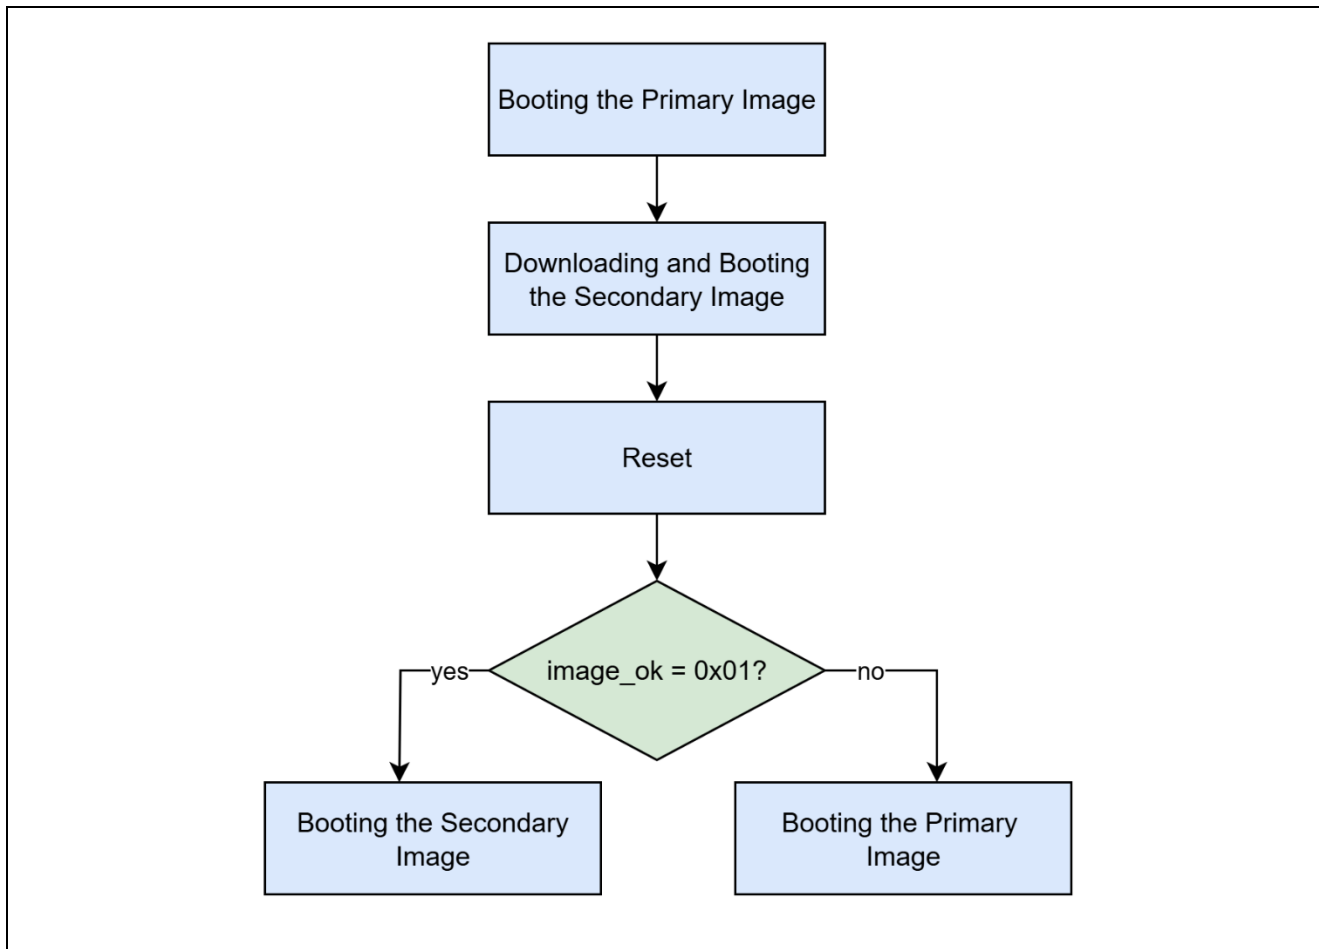 Booting the Primary Image
Downloading and Booting
the Secondary Image
Reset
image_ok = 0x01?
yes
no
Booting the Secondary
Image
Booting the Primary
Image